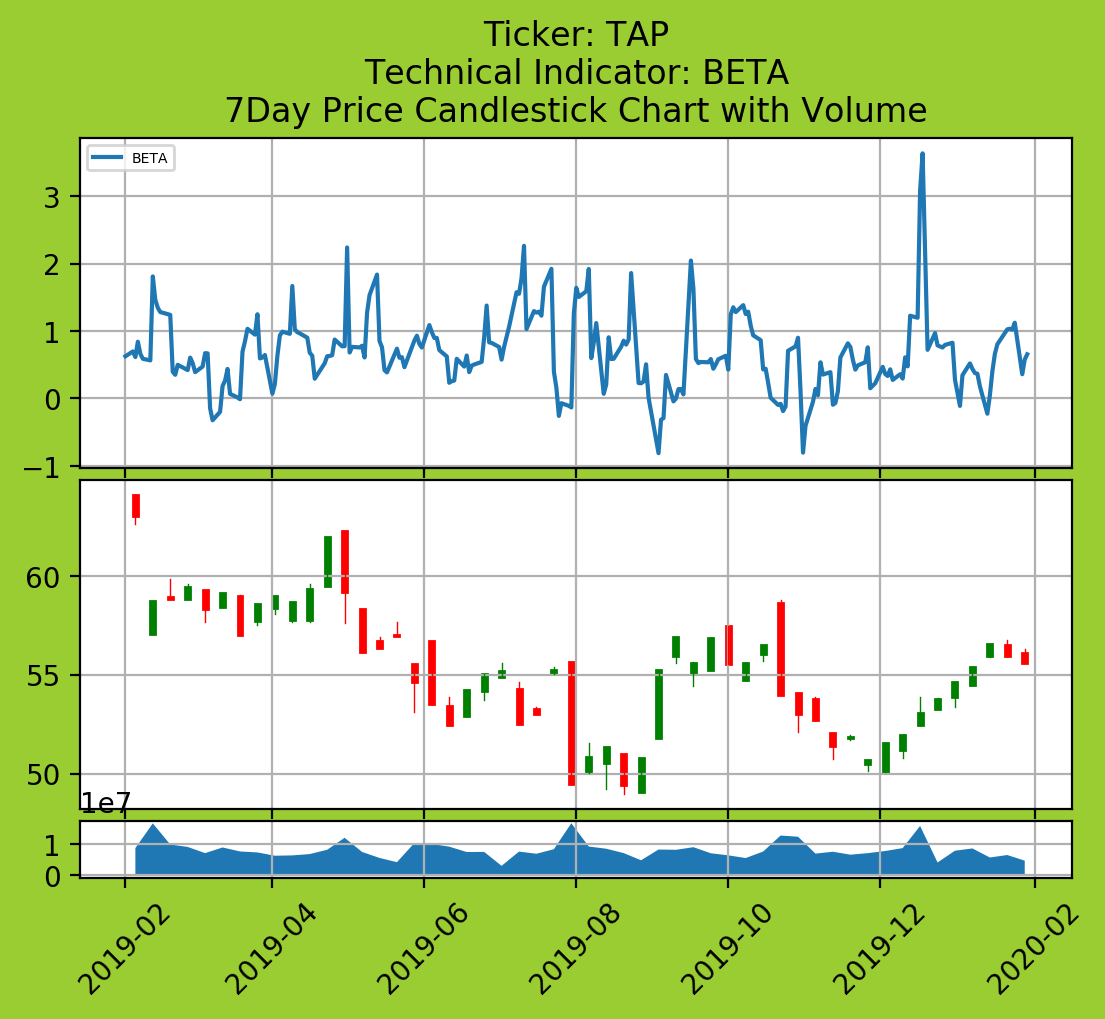 Ticker: TAP
Technical Indicator: BETA
7Day Price Candlestick Chart with Volume
BETA
3
2
1
0
−1
60
55
50
1e7
1
0
2019-02 2019-04 2019-06 2019-08 2019-10 2019-12 2020-02